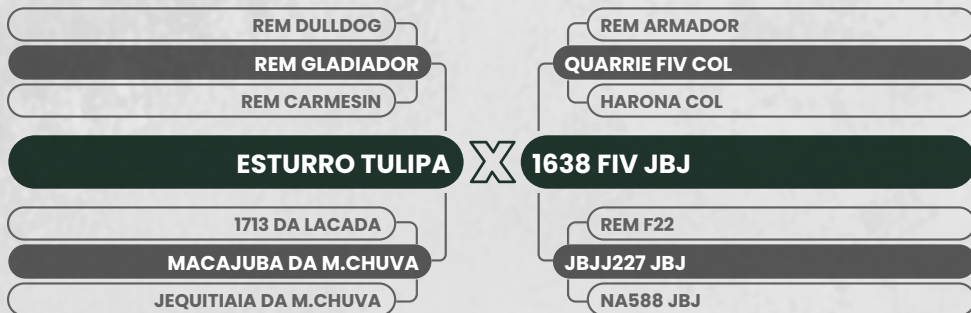 REM DULLDOG
REM ARMADOR
REM GLADIADOR
QUARRIE FIV COL
REM CARMESIN
HARONA COL
ESTURRO TULIPA X 1638 FIV JBJ
1713 DA LACADA
REM F22
MACAJUBA DA M.CHUVA
JBJJ227 JBJ
JEQUITIAIA DA M.CHUVA
NA588 JBJ